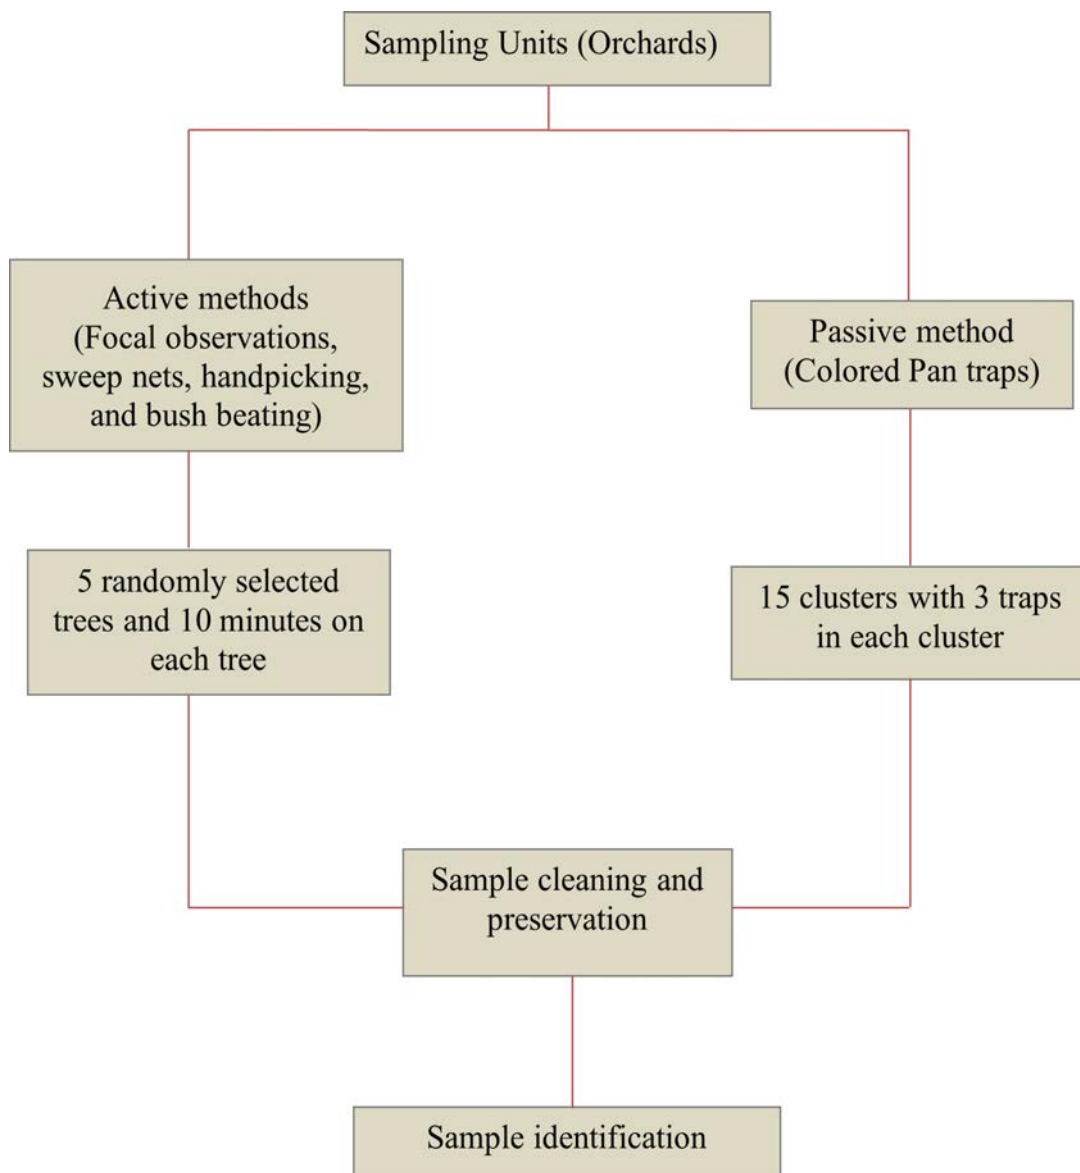 Sampling Units (Orchards)
Active methods
(Focal observations,
sweep nets, handpicking,
and bush beating)
Passive method
(Colored Pan traps)
5 randomly selected
trees and 10 minutes on
each tree
15 clusters with 3 traps
in each cluster
Sample cleaning and
preservation
Sample identification